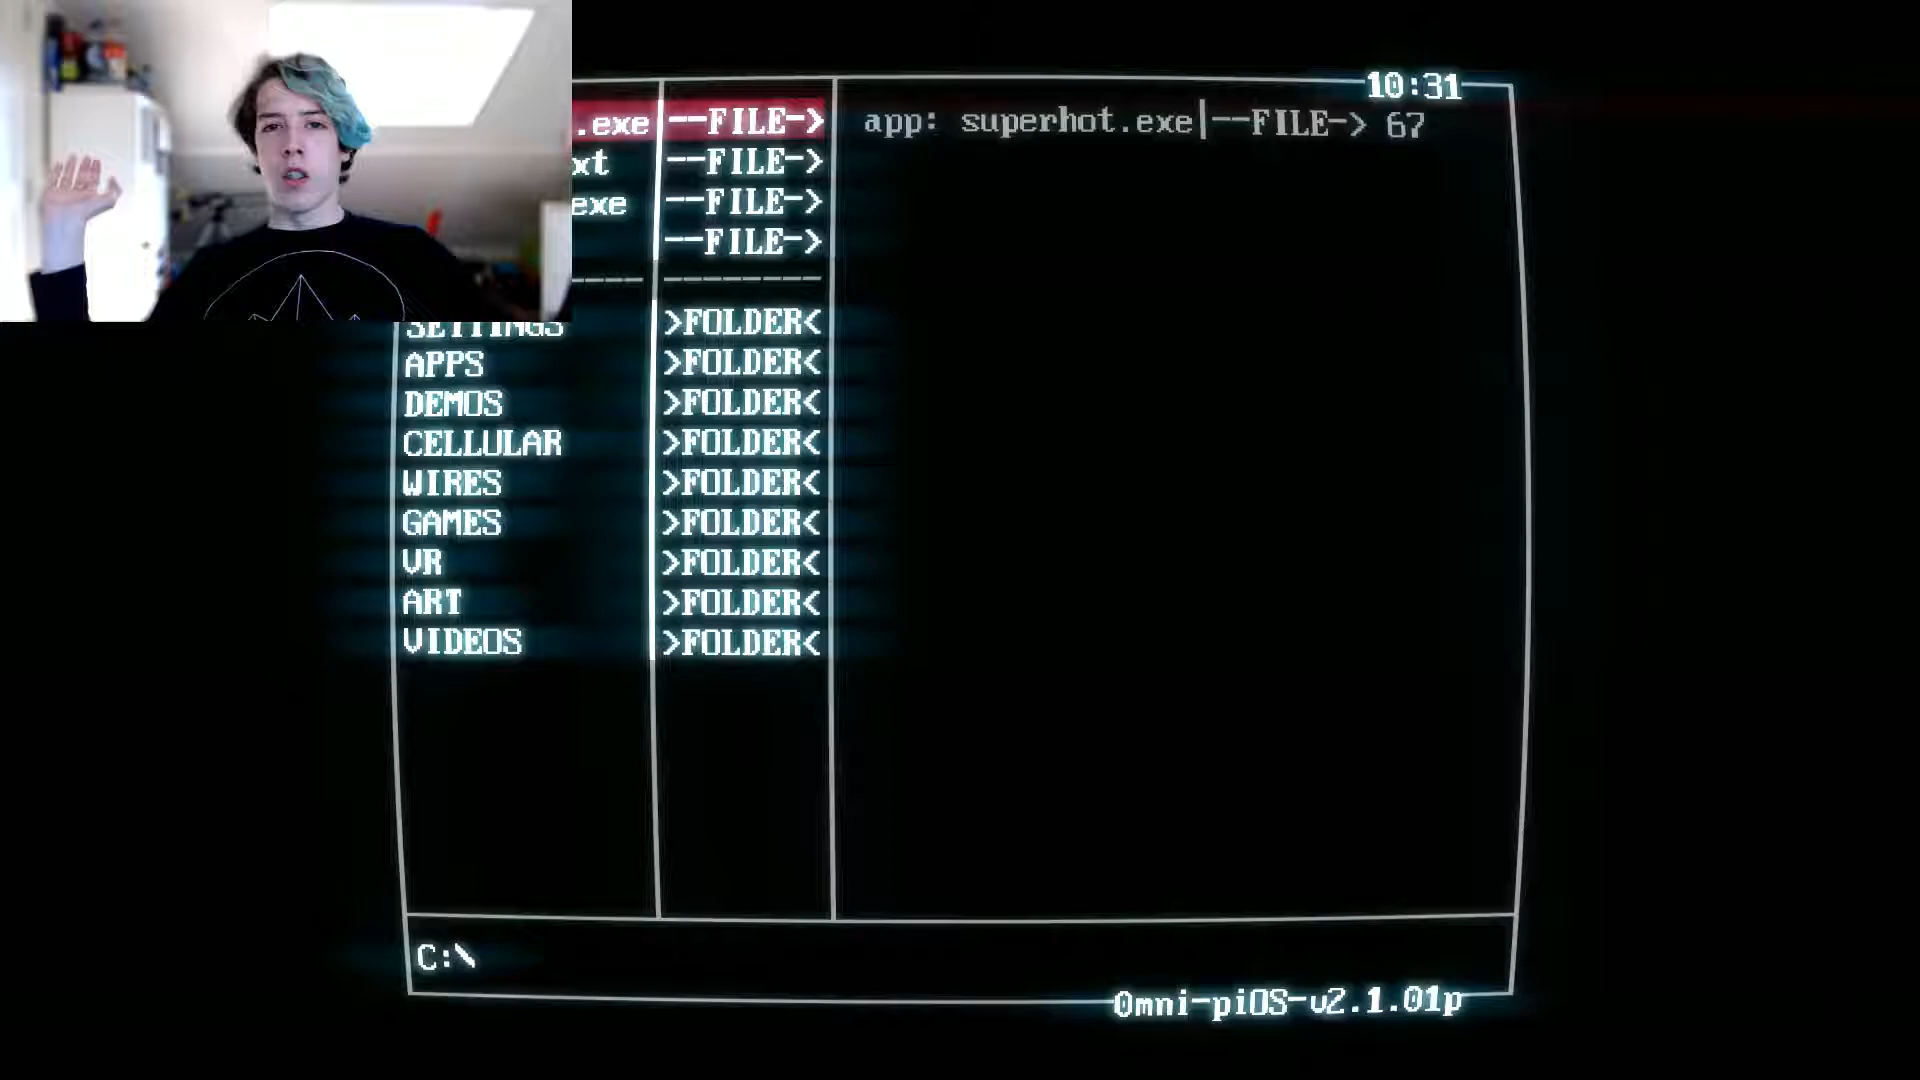 10:31
.exe --FILE-> app: superhot.exe|--FILE-> 67
xt --FILE->
exe --FILE->
--FILE->
SETTINGS >FOLDER<
APPS >FOLDER<
DEMOS >FOLDER<
CELLULAR >FOLDER<
WIRES >FOLDER<
GAMES >FOLDER<
VR >FOLDER<
ART >FOLDER<
VIDEOS >FOLDER<
C:\
Omni-piOS-v2.1.01p